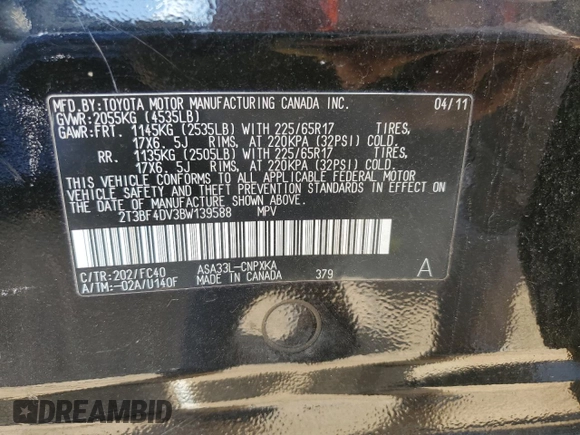 MFD.BY:TOYOTA MOTOR MANUFACTURING CANADA INC. 04/11
GVWR:2055KG (4535LB)
GAWR:FRT. 1145KG (2535LB) WITH 225/65R17 TIRES,
17X6. 5J RIMS, AT 220KPA (32PSI) COLD.
RR. 1135KG (2505LB) WITH 225/65R17 TIRES,
17X6. 5J RIMS, AT 220KPA (32PSI) COLD.
THIS VEHICLE CONFORMS TO ALL APPLICABLE FEDERAL MOTOR
VEHICLE SAFETY AND THEFT PREVENTION STANDARDS IN EFFECT ON
THE DATE OF MANUFACTURE SHOWN ABOVE.
2T3BF4DV3BW139588 MPV
C/TR:202/FC40 ASA33L-CNPXKA
A/TM:-02A/U140F MADE IN CANADA 379 A
DREAMBID